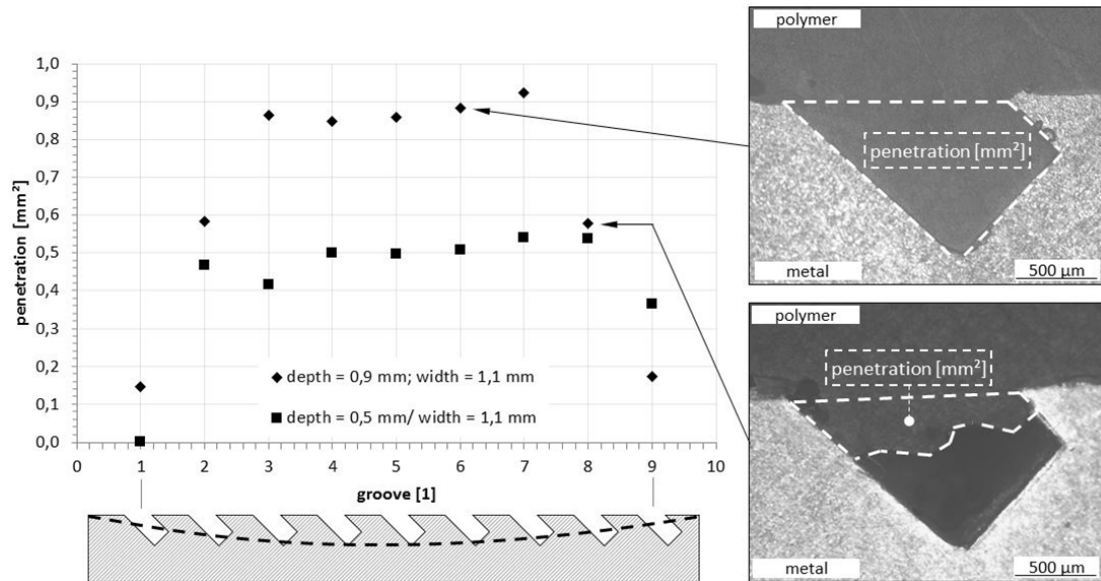 penetration [mm²]
1,0
0,9
0,8
0,7
0,6
0,5
0,4
0,3
0,2
0,1
0,0
0 1 2 3 4 5 6 7 8 9 10
groove [1]
depth = 0,9 mm; width = 1,1 mm
depth = 0,5 mm/ width = 1,1 mm
polymer
penetration [mm²]
metal
500 µm
polymer
penetration [mm²]
metal
500 µm